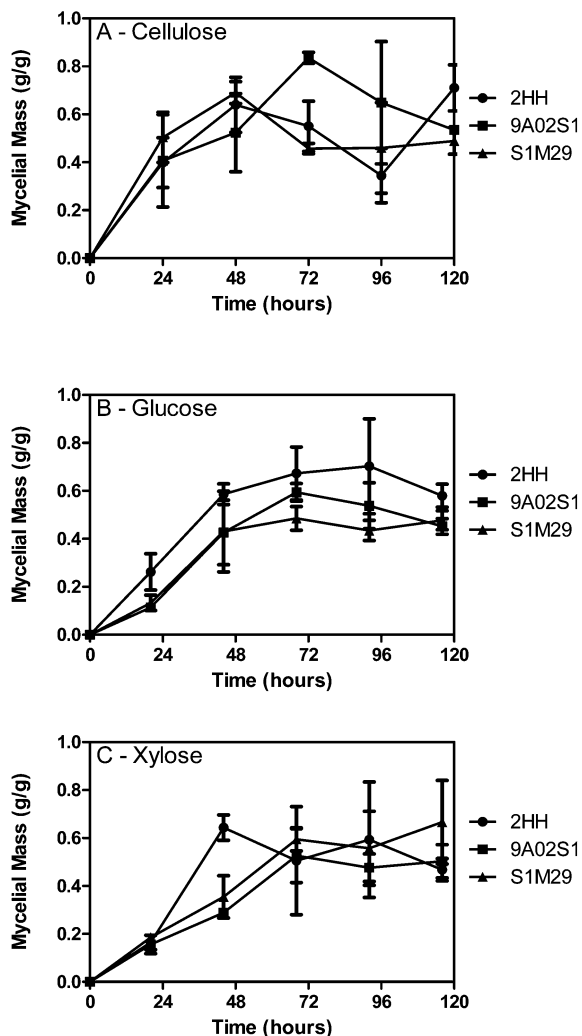 A - Cellulose
1.0
0.8
0.6
0.4
0.2
0.0
Mycelial Mass (g/g)
0 24 48 72 96 120
Time (hours)
2HH
9A02S1
S1M29
B - Glucose
1.0
0.8
0.6
0.4
0.2
0.0
Mycelial Mass (g/g)
0 24 48 72 96 120
Time (hours)
2HH
9A02S1
S1M29
C - Xylose
1.0
0.8
0.6
0.4
0.2
0.0
Mycelial Mass (g/g)
0 24 48 72 96 120
Time (hours)
2HH
9A02S1
S1M29